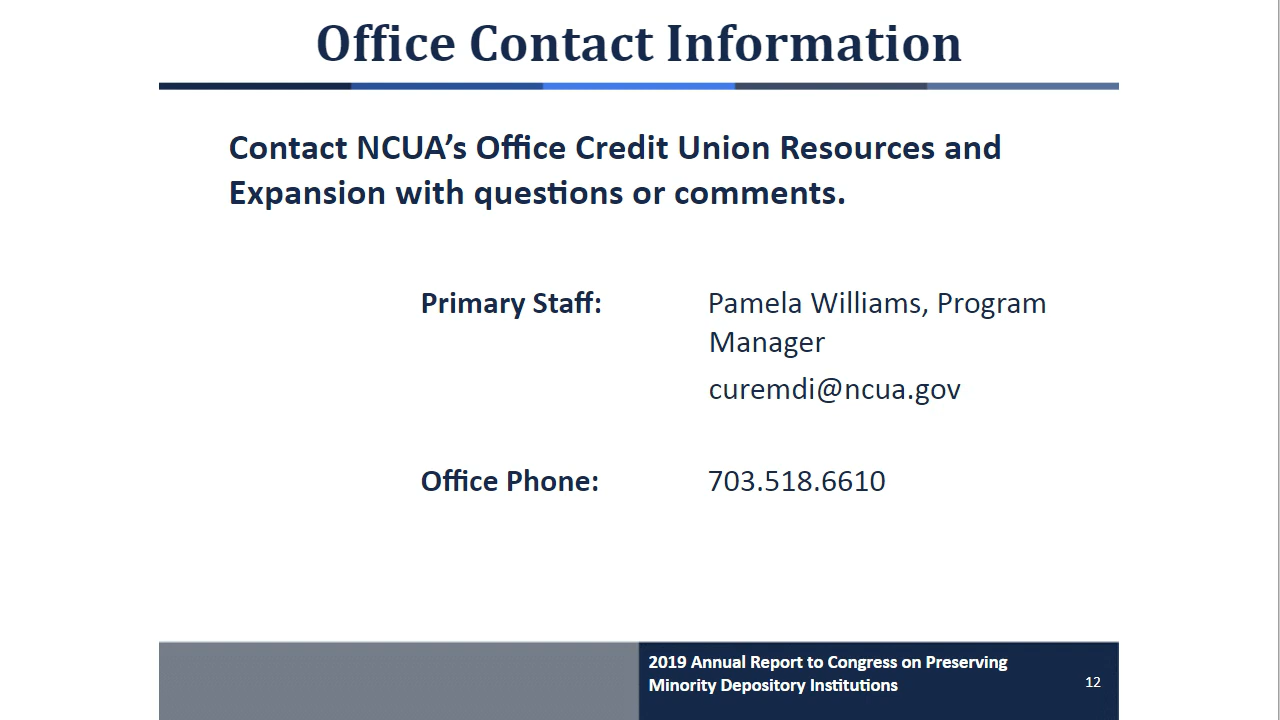 Office Contact Information
Contact NCUA’s Office Credit Union Resources and
Expansion with questions or comments.
Primary Staff:
Pamela Williams, Program
Manager
curemdi@ncua.gov
Office Phone:
703.518.6610
2019 Annual Report to Congress on Preserving
Minority Depository Institutions
12